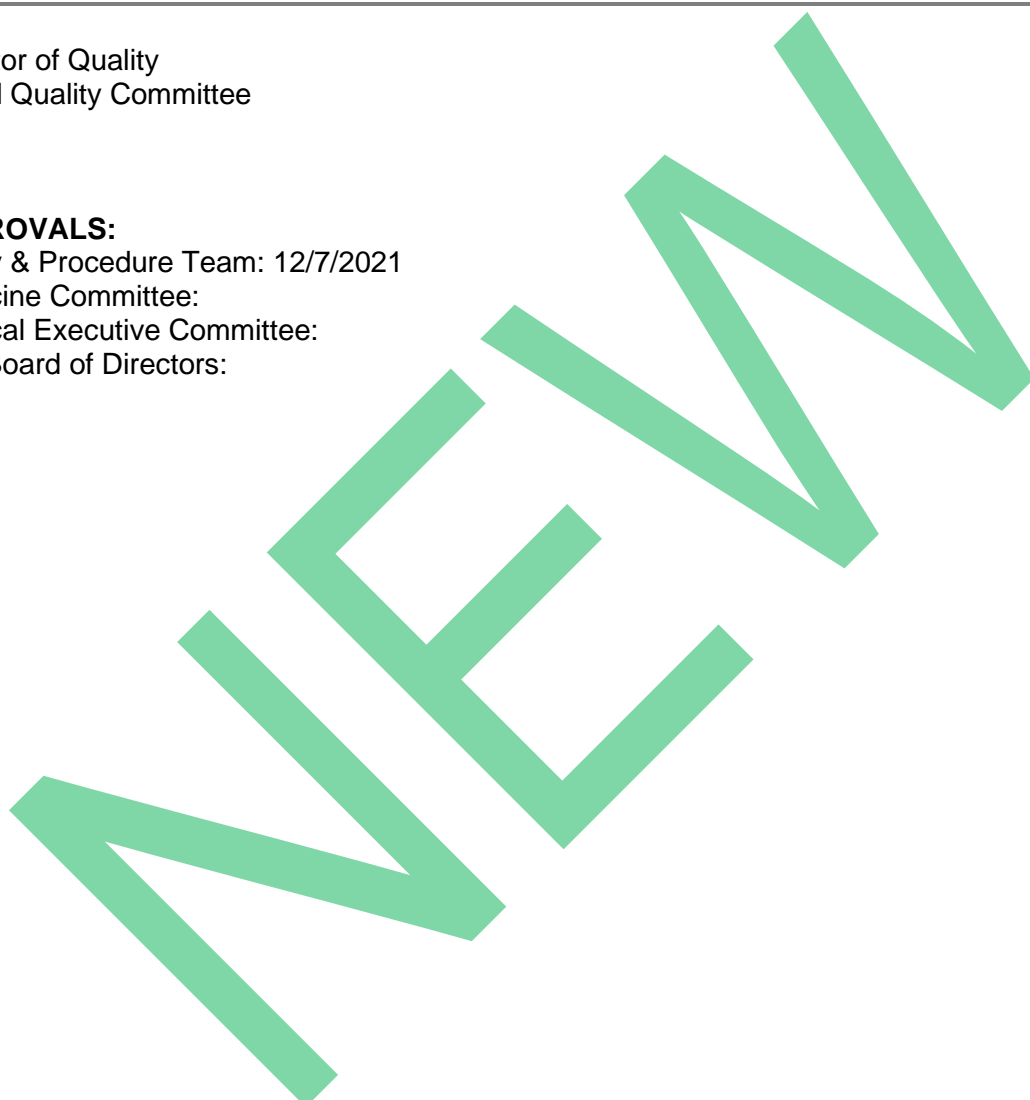 or of Quality
Quality Committee
ROVALS:
& Procedure Team: 12/7/2021
cine Committee:
cal Executive Committee:
Board of Directors:
NEW